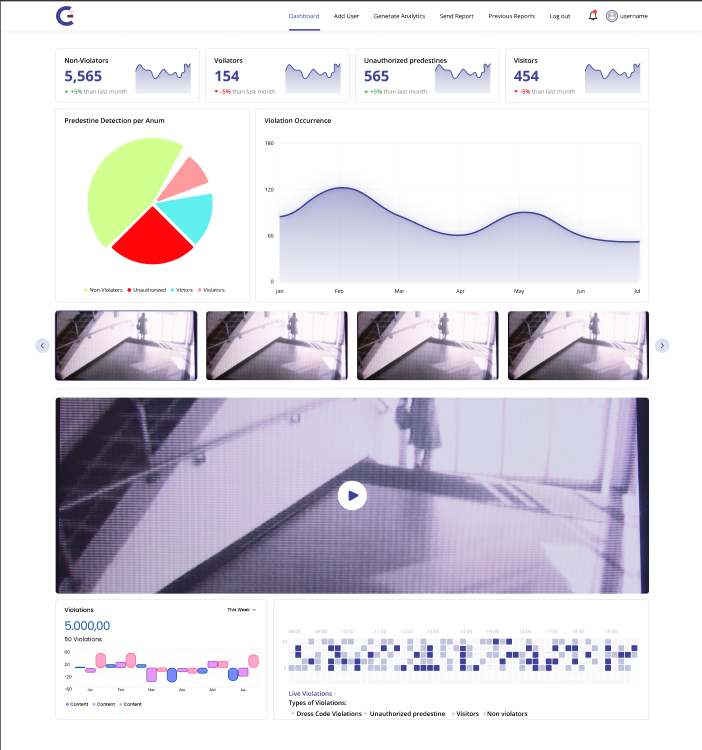 Dashboard Add User Generate Analytics Send Report Previous Reports Log out username
Non-Violators
5,565
+5% than last month
Voilators
154
-5% than last month
Unauthorized predestines
565
+5% than last month
Visitors
454
-5% than last month
Predestine Detection per Anum
Non-Violators Unauthorized Victors Violators
Violation Occurrence
180
120
60
0
Jan Feb Mar Apr May Jun Jul
Violations
This Week
5.000,00
50 Violations
60
20
-20
-60
Jan Feb Mar Apr Mei Jun
Content Content Content
08:00 09:00 10:00 11:00 12:00 13:00 14:00 15:00 16:00 17:00 18:00 19:00
Live Violations
Types of Violations:
Dress Code Violations Unauthorized predestine Visitors Non violators